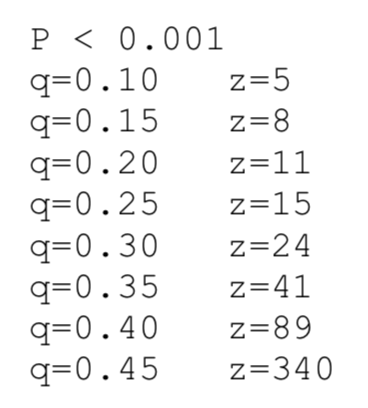 P < 0.001
q=0.10 z=5
q=0.15 z=8
q=0.20 z=11
q=0.25 z=15
q=0.30 z=24
q=0.35 z=41
q=0.40 z=89
q=0.45 z=340